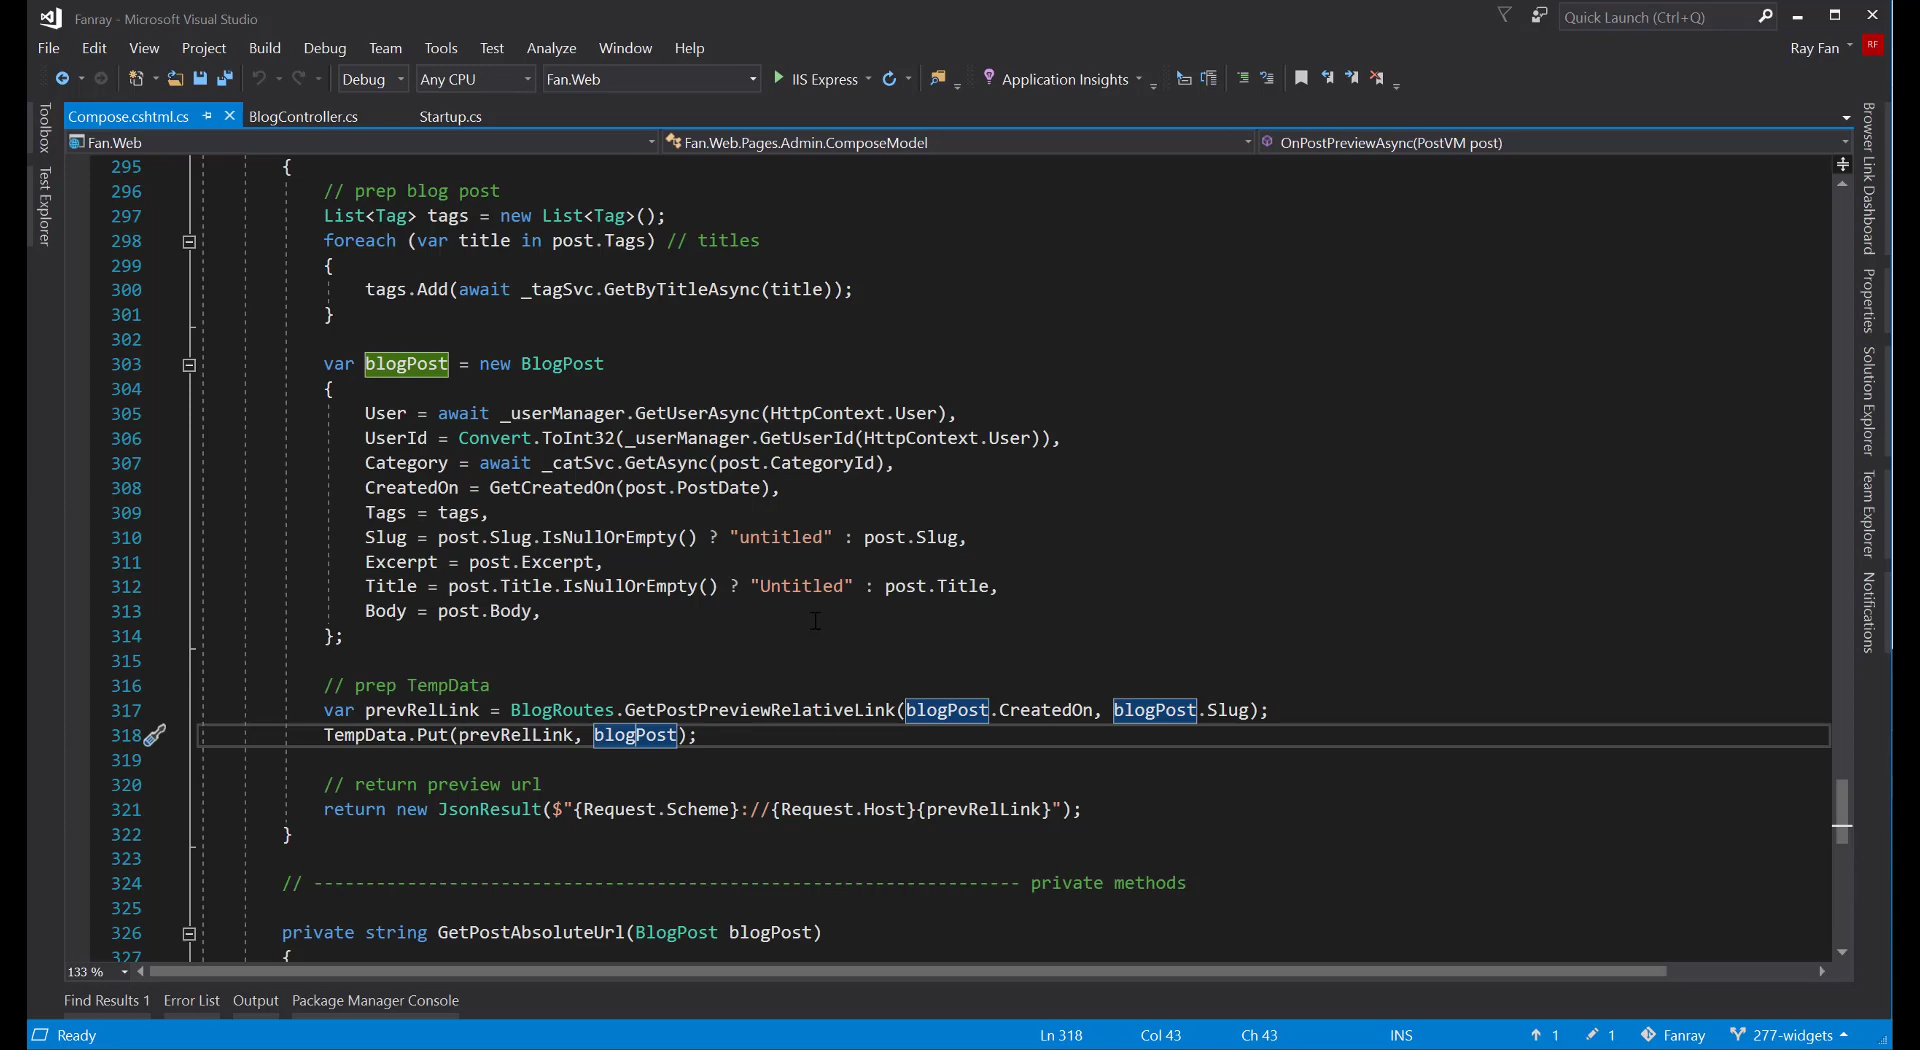 Fanray - Microsoft Visual Studio
Quick Launch (Ctrl+Q)
File Edit View Project Build Debug Team Tools Test Analyze Window Help
Ray Fan RF
Debug Any CPU Fan.Web IIS Express Application Insights
Compose.cshtml.cs BlogController.cs Startup.cs
Fan.Web Fan.Web.Pages.Admin.ComposeModel OnPostPreviewAsync(PostVM post)
Toolbox
Test Explorer
295 {
296 // prep blog post
297 List<Tag> tags = new List<Tag>();
298 foreach (var title in post.Tags) // titles
299 {
300 tags.Add(await _tagSvc.GetByTitleAsync(title));
301 }
302
303 var blogPost = new BlogPost
304 {
305 User = await _userManager.GetUserAsync(HttpContext.User),
306 UserId = Convert.ToInt32(_userManager.GetUserId(HttpContext.User)),
307 Category = await _catSvc.GetAsync(post.CategoryId),
308 CreatedOn = GetCreatedOn(post.PostDate),
309 Tags = tags,
310 Slug = post.Slug.IsNullOrEmpty() ? "untitled" : post.Slug,
311 Excerpt = post.Excerpt,
312 Title = post.Title.IsNullOrEmpty() ? "Untitled" : post.Title,
313 Body = post.Body,
314 };
315
316 // prep TempData
317 var prevRelLink = BlogRoutes.GetPostPreviewRelativeLink(blogPost.CreatedOn, blogPost.Slug);
318 TempData.Put(prevRelLink, blogPost);
319
320 // return preview url
321 return new JsonResult($"{Request.Scheme}://{Request.Host}{prevRelLink}");
322 }
323
324 // -------------------------------------------------------------------- private methods
325
326 private string GetPostAbsoluteUrl(BlogPost blogPost)
327 {
Browser Link Dashboard
Properties
Solution Explorer
Team Explorer
Notifications
133 %
Find Results 1 Error List Output Package Manager Console
Ready Ln 318 Col 43 Ch 43 INS 1 1 Fanray 277-widgets